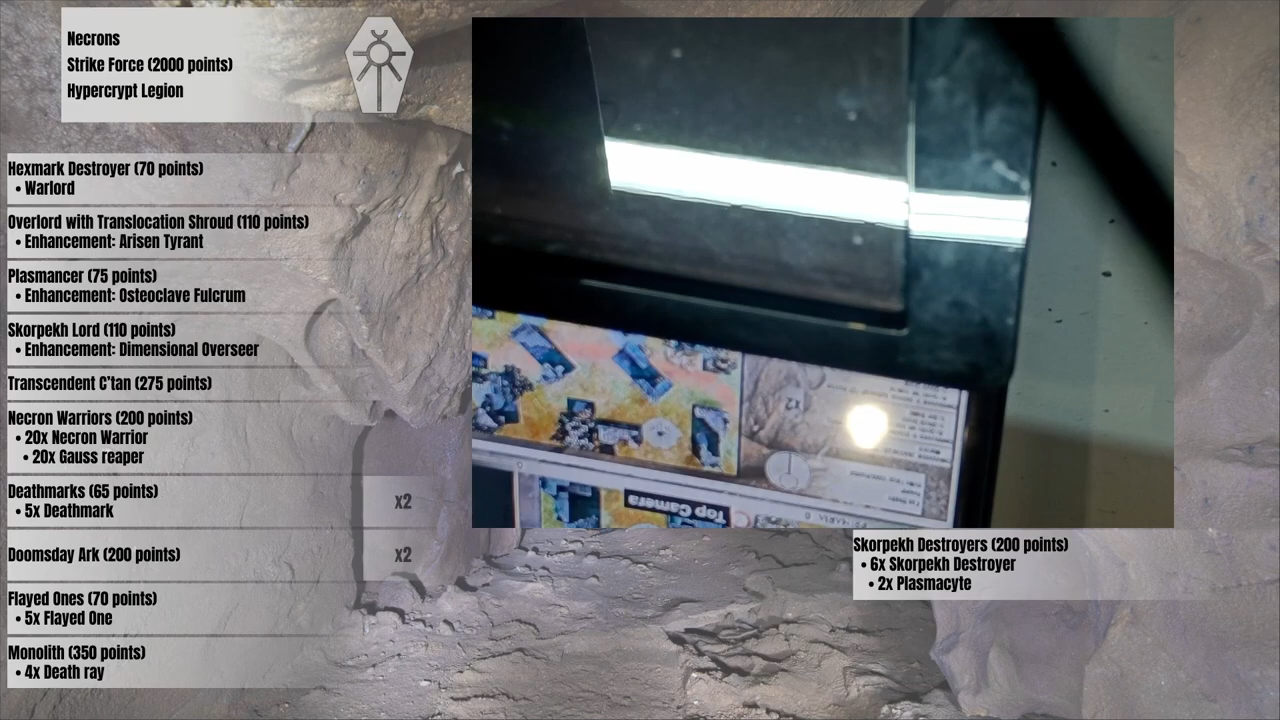 Necrons
Strike Force (2000 points)
Hypercrypt Legion
Hexmark Destroyer (70 points)
• Warlord
Overlord with Translocation Shroud (110 points)
• Enhancement: Arisen Tyrant
Plasmancer (75 points)
• Enhancement: Osteoclave Fulcrum
Skorpekh Lord (110 points)
• Enhancement: Dimensional Overseer
Transcendent C'tan (275 points)
Necron Warriors (200 points)
• 20x Necron Warrior
• 20x Gauss reaper
Deathmarks (65 points)
• 5x Deathmark
x2
Doomsday Ark (200 points)
x2
Flayed Ones (70 points)
• 5x Flayed One
Monolith (350 points)
• 4x Death ray
x2
Top Camera
Skorpekh Destroyers (200 points)
• 6x Skorpekh Destroyer
• 2x Plasmacyte